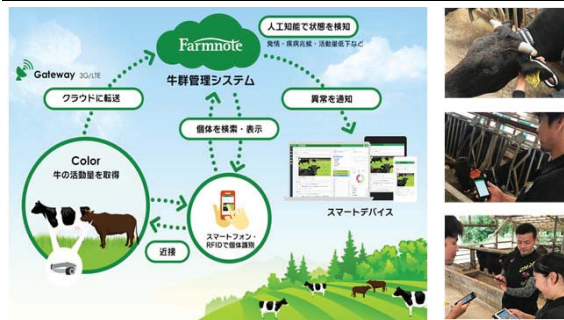 人工知能で状態を検知
発情・疾病兆候・活動量低下など
Farmnote
牛群管理システム
Gateway 3G/LTE
クラウドに転送
異常を通知
個体を検索・表示
Color
牛の活動量を取得
スマートフォン・
RFIDで個体識別
スマートデバイス
近接